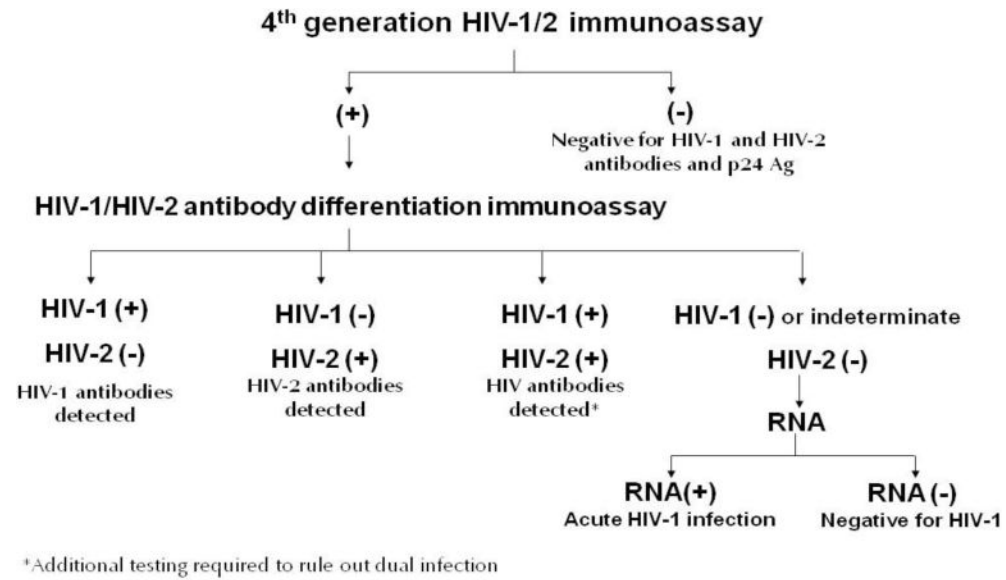 4th generation HIV-1/2 immunoassay
(+)
(-)
Negative for HIV-1 and HIV-2
antibodies and p24 Ag
HIV-1/HIV-2 antibody differentiation immunoassay
HIV-1 (+)
HIV-2 (-)
HIV-1 antibodies
detected
HIV-1 (-)
HIV-2 (+)
HIV-2 antibodies
detected
HIV-1 (+)
HIV-2 (+)
HIV antibodies
detected*
HIV-1 (-) or indeterminate
HIV-2 (-)
RNA
RNA(+)
Acute HIV-1 infection
RNA (-)
Negative for HIV-1
*Additional testing required to rule out dual infection